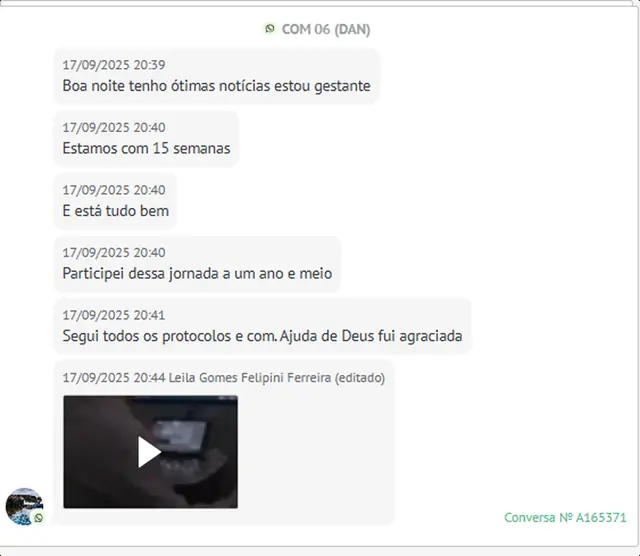 COM 06 (DAN)
17/09/2025 20:39
Boa noite tenho ótimas notícias estou gestante
17/09/2025 20:40
Estamos com 15 semanas
17/09/2025 20:40
E está tudo bem
17/09/2025 20:40
Participei dessa jornada a um ano e meio
17/09/2025 20:41
Segui todos os protocolos e com. Ajuda de Deus fui agraciada
17/09/2025 20:44 Leila Gomes Felipini Ferreira (editado)
Conversa Nº A165371